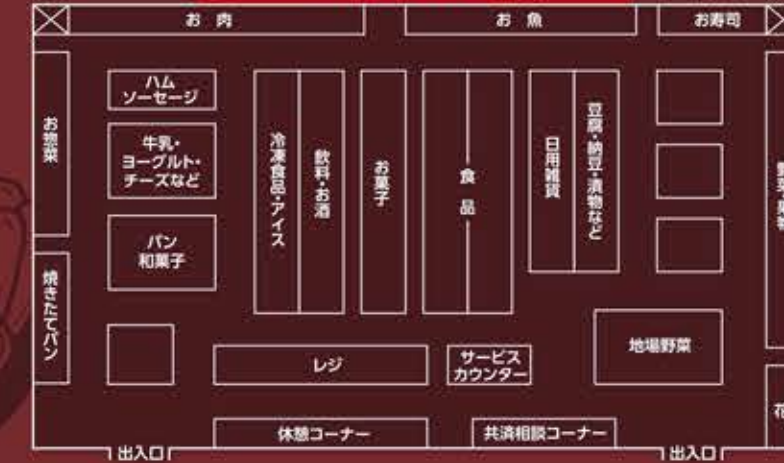 お肉
お魚
お寿司
お惣菜
ハム
ソーセージ
牛乳・
ヨーグルト・
チーズなど
パン
和菓子
焼きたてパン
冷凍食品・アイス
飲料・お酒
お菓子
食品
日用雑貨
豆腐・納豆・漬物など
地場野菜
レジ
サービス
カウンター
休憩コーナー
共済相談コーナー
出入口
出入口
花